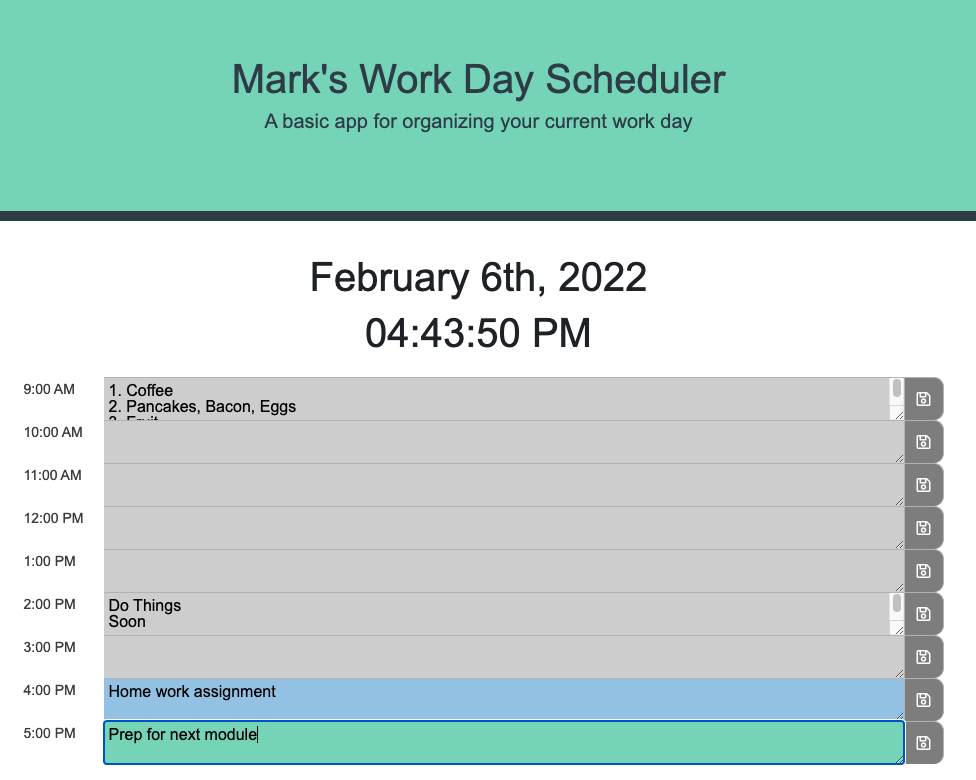 Mark's Work Day Scheduler
A basic app for organizing your current work day
February 6th, 2022
04:43:50 PM
9:00 AM
1. Coffee
2. Pancakes, Bacon, Eggs
3. Fruit
10:00 AM
11:00 AM
12:00 PM
1:00 PM
2:00 PM
Do Things
Soon
3:00 PM
4:00 PM
Home work assignment
5:00 PM
Prep for next module